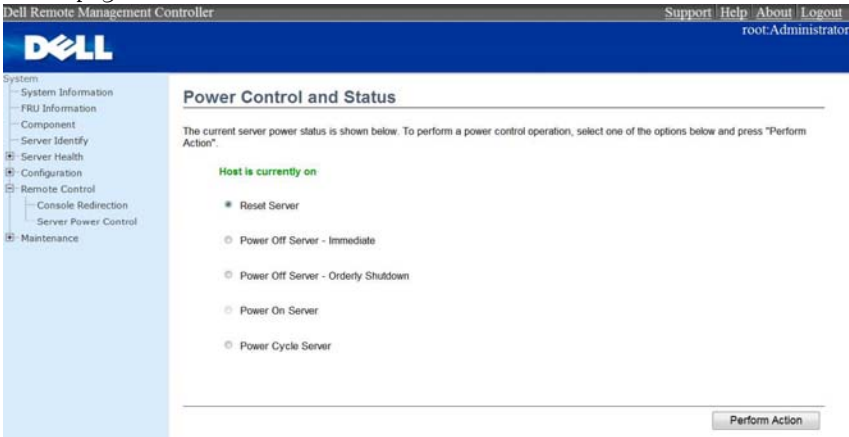 Dell Remote Management Controller
Support Help About Logout
root:Administrator
DELL
System
System Information
FRU Information
Component
Server Identify
Server Health
Configuration
Remote Control
Console Redirection
Server Power Control
Maintenance
Power Control and Status
The current server power status is shown below. To perform a power control operation, select one of the options below and press "Perform
Action".
Host is currently on
Reset Server
Power Off Server - Immediate
Power Off Server - Orderly Shutdown
Power On Server
Power Cycle Server
Perform Action